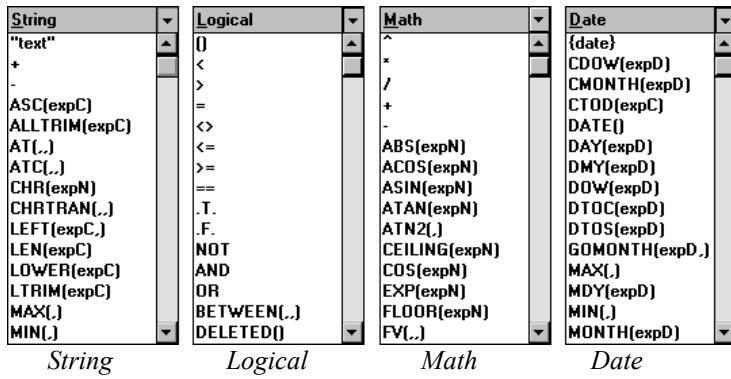 String
"text"
+
-
ASC(expC)
ALLTRIM(expC)
AT(,,)
ATC(,,)
CHR(expN)
CHRTRAN(,,)
LEFT(expC,)
LEN(expC)
LOWER(expC)
LTRIM(expC)
MAX(,)
MIN(,)
String
Logical
()
<
>
=
<>
<=
>=
==
.T.
.F.
NOT
AND
OR
BETWEEN(,,)
DELETED()
Logical
Math
^
*
/
+
-
ABS(expN)
ACOS(expN)
ASIN(expN)
ATAN(expN)
ATN2(,)
CEILING(expN)
COS(expN)
EXP(expN)
FLOOR(expN)
FV(,,)
Math
Date
{date}
CDOW(expD)
CMONTH(expD)
CTOD(expC)
DATE()
DAY(expD)
DMY(expD)
DOW(expD)
DTOC(expD)
DTOS(expD)
GOMONTH(expD,)
MAX(,)
MDY(expD)
MIN(,)
MONTH(expD)
Date